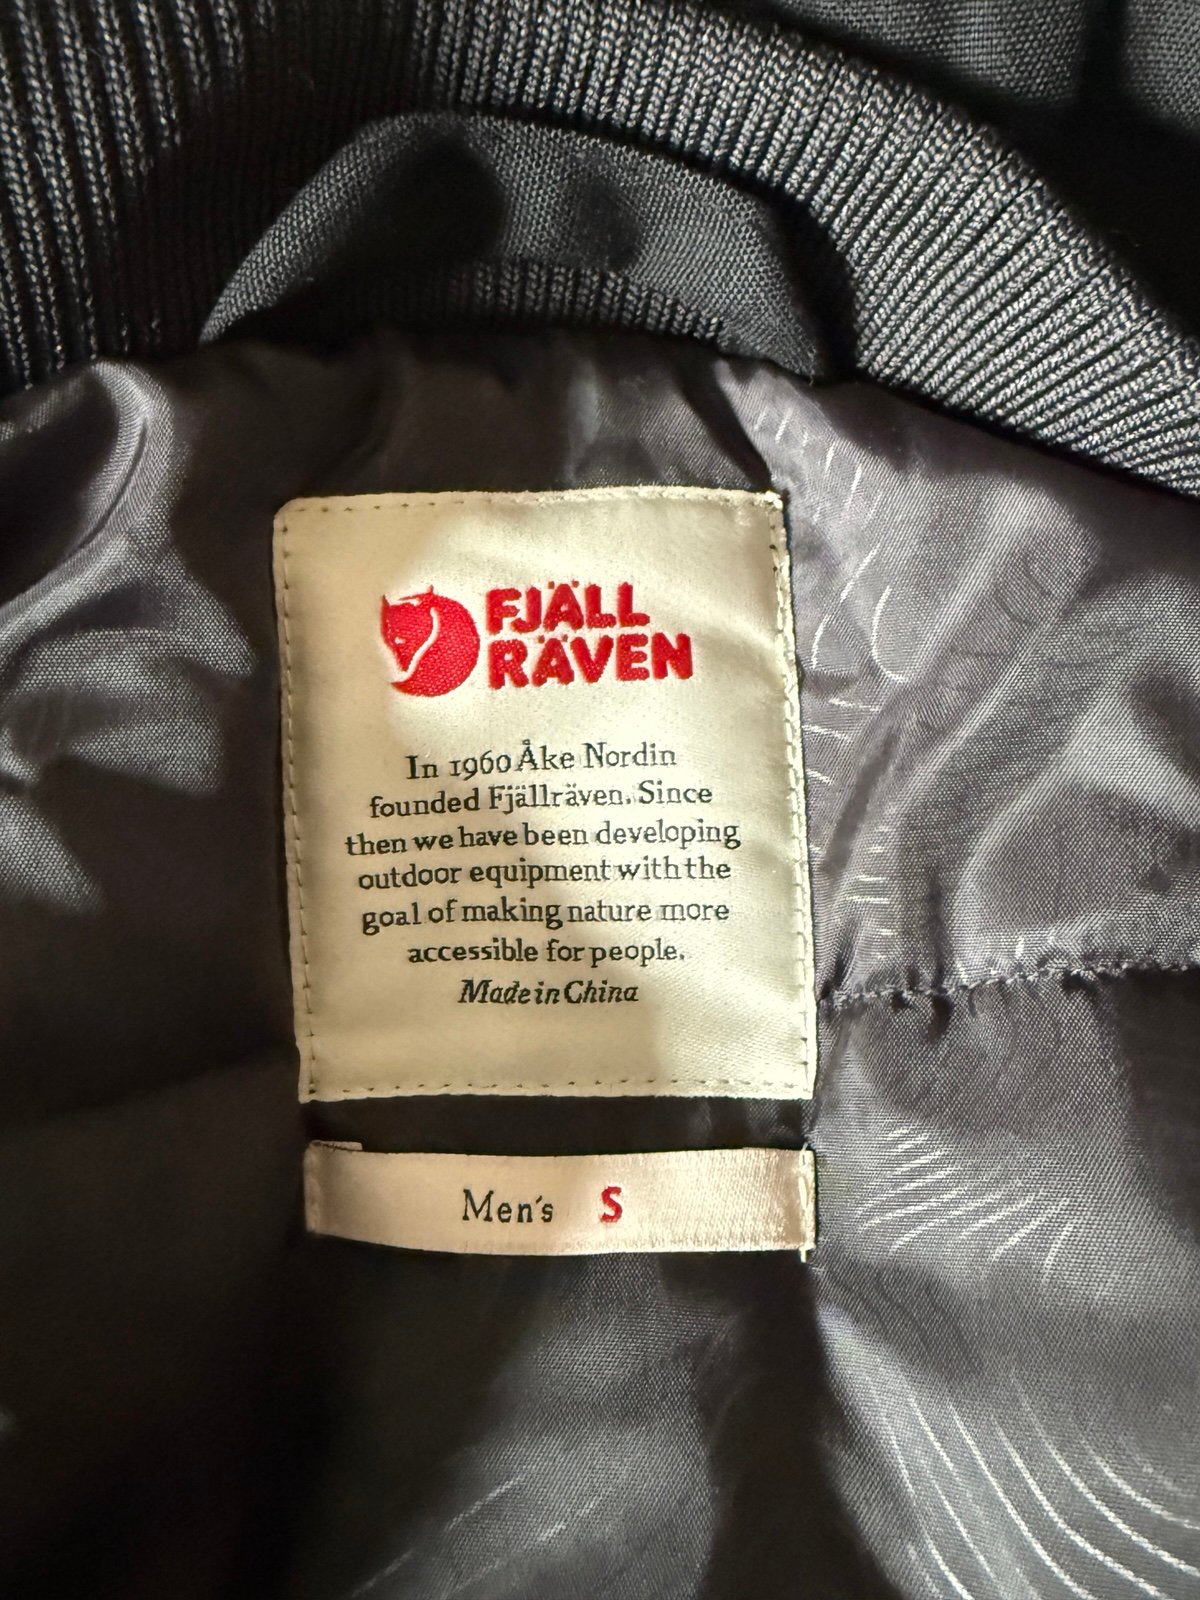 FJÄLL
RÄVEN
In 1960 Åke Nordin
founded Fjällräven. Since
then we have been developing
outdoor equipment with the
goal of making nature more
accessible for people.
Made in China
Men's S